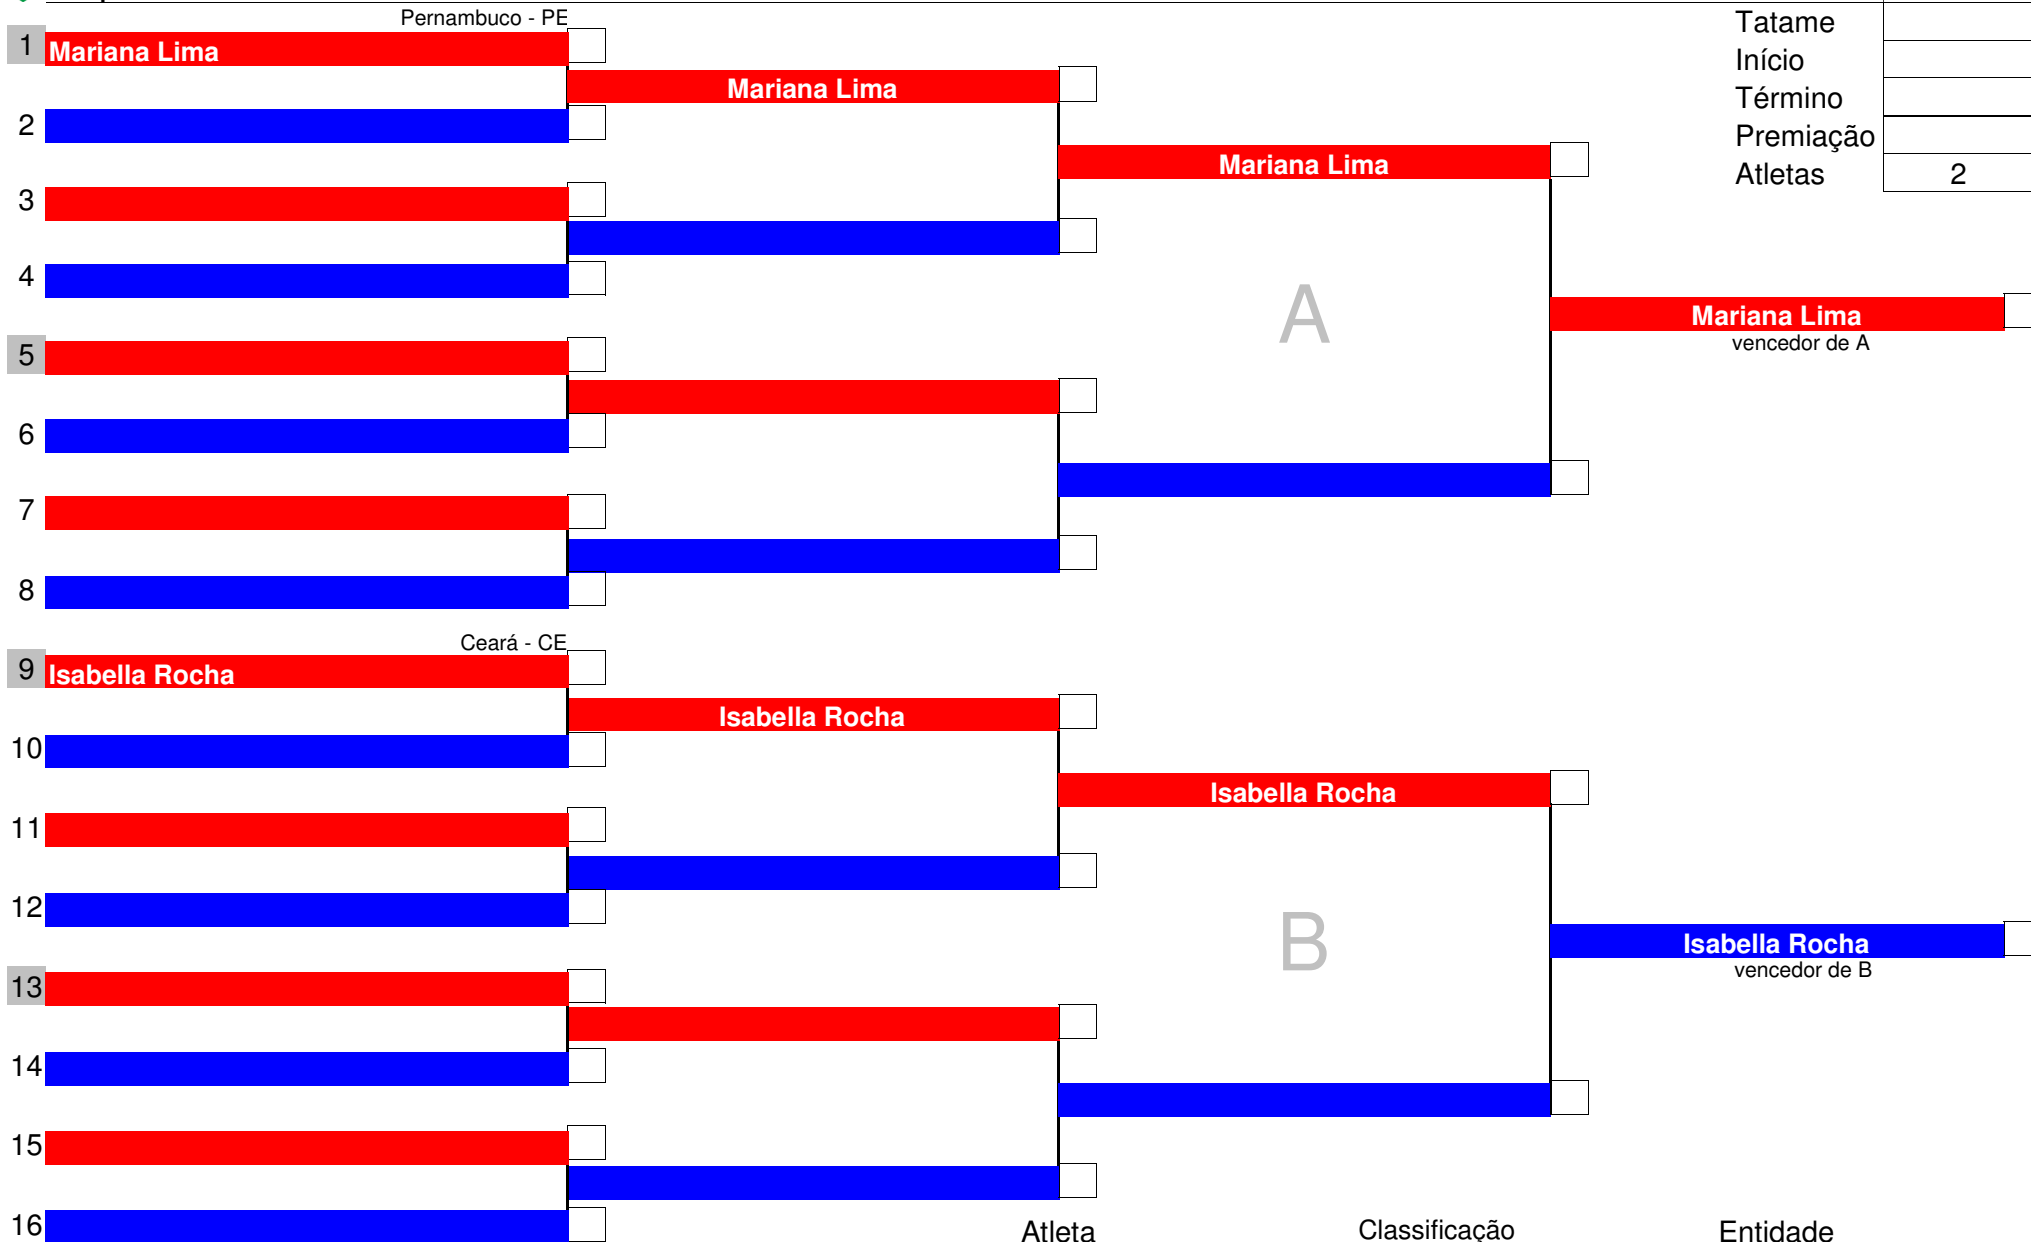 Pernambuco - PE
Tatame
1 Mariana Lima
Início
Mariana Lima
Término
2
Premiação
Mariana Lima
Atletas 2
3
4
A
Mariana Lima
vencedor de A
5
6
7
8
Ceará - CE
9 Isabella Rocha
Isabella Rocha
10
Isabella Rocha
11
12
B
Isabella Rocha
vencedor de B
13
14
15
16
Atleta Classificação Entidade